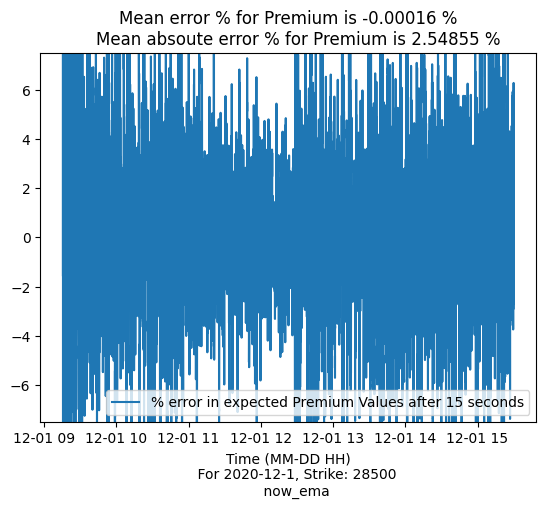 Mean error % for Premium is -0.00016 %
Mean absoute error % for Premium is 2.54855 %
6
4
2
0
−2
−4
−6
% error in expected Premium Values after 15 seconds
12-01 09 12-01 10 12-01 11 12-01 12 12-01 13 12-01 14 12-01 15
Time (MM-DD HH)
For 2020-12-1, Strike: 28500
now_ema